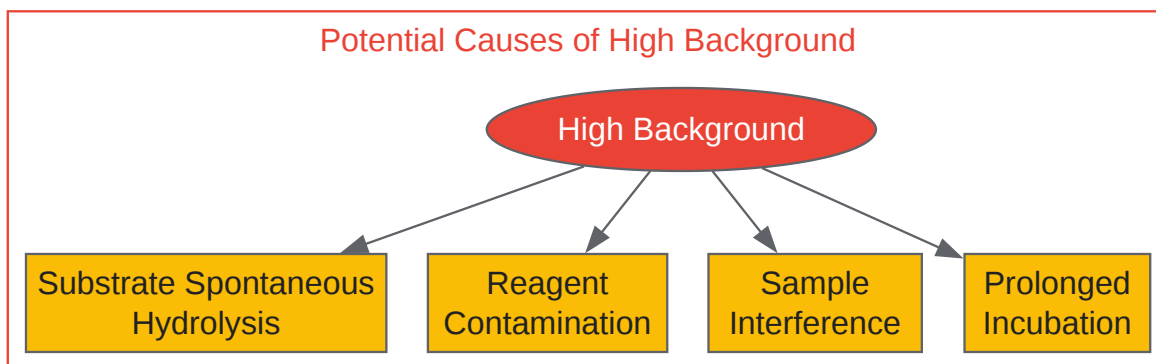 Potential Causes of High Background
High Background
Substrate Spontaneous
Hydrolysis
Reagent
Contamination
Sample
Interference
Prolonged
Incubation